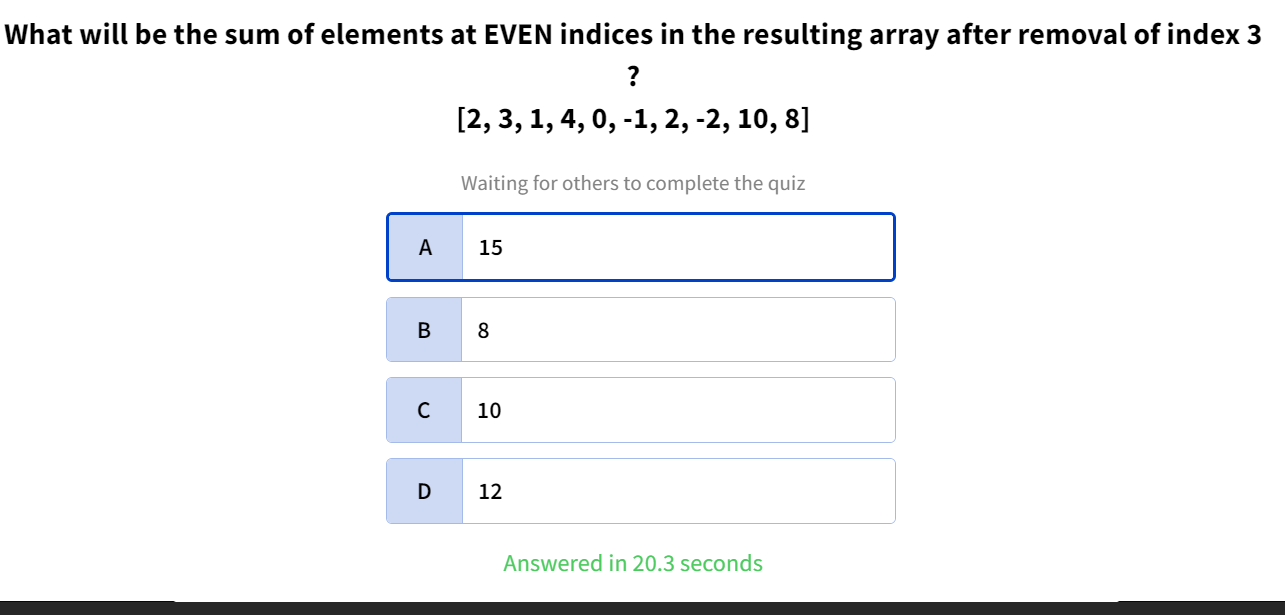 What will be the sum of elements at EVEN indices in the resulting array after removal of index 3
?
[2, 3, 1, 4, 0, -1, 2, -2, 10, 8]
Waiting for others to complete the quiz
A 15
B 8
C 10
D 12
Answered in 20.3 seconds